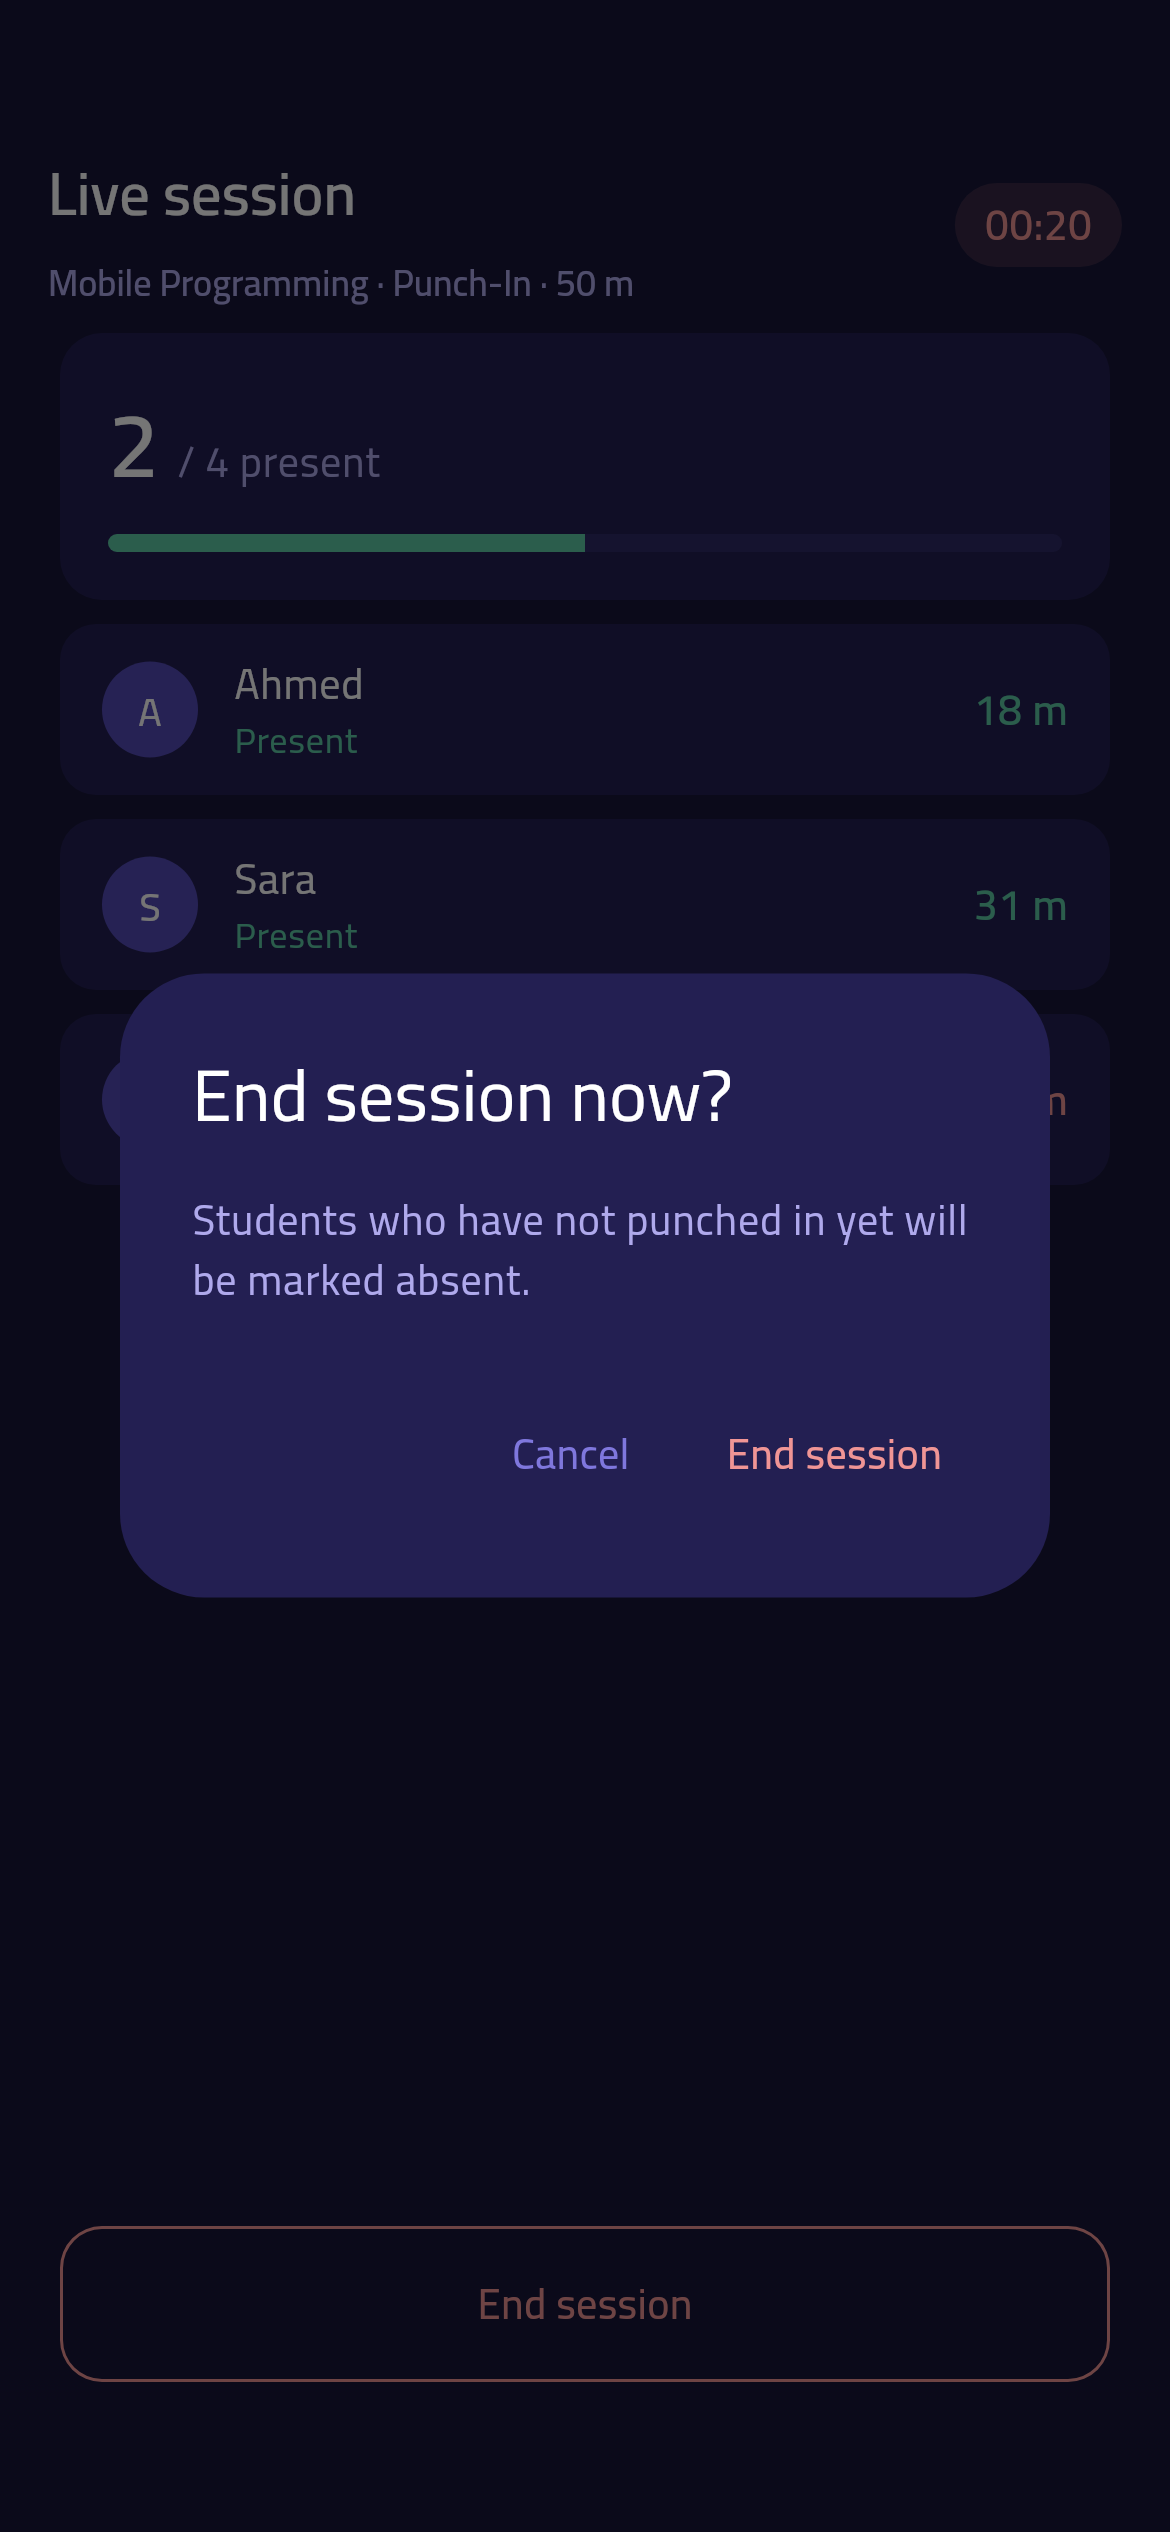 Live session
00:20
Mobile Programming · Punch-In · 50 m
2 / 4 present
A
Ahmed
Present
18 m
S
Sara
Present
31 m
End session now?
Students who have not punched in yet will
be marked absent.
Cancel
End session
End session